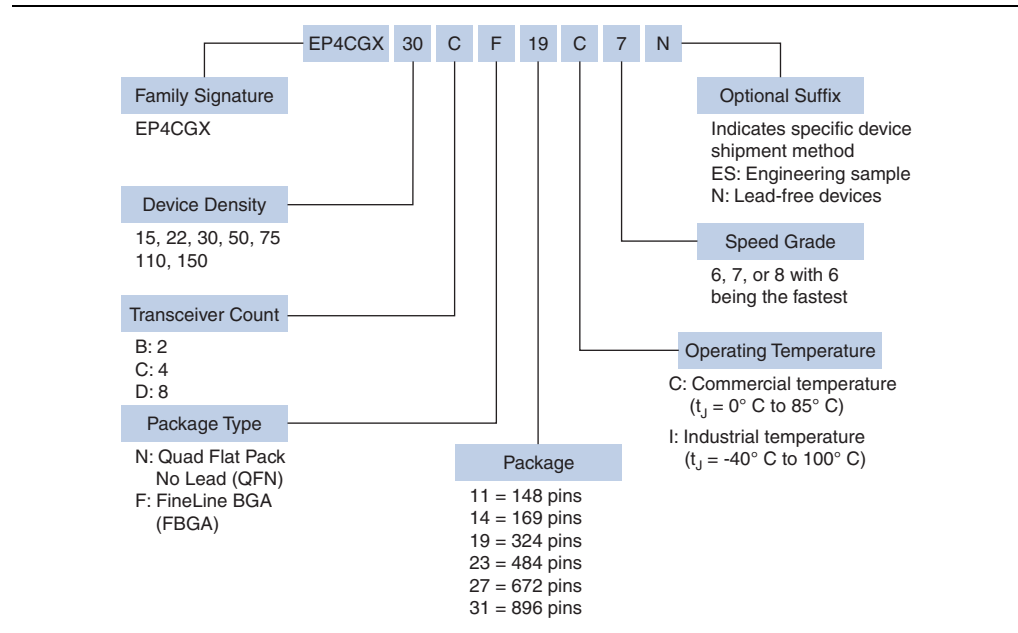 EP4CGX 30 C F 19 C 7 N
Family Signature
EP4CGX
Device Density
15, 22, 30, 50, 75
110, 150
Transceiver Count
B: 2
C: 4
D: 8
Package Type
N: Quad Flat Pack
No Lead (QFN)
F: FineLine BGA
(FBGA)
Package
11 = 148 pins
14 = 169 pins
19 = 324 pins
23 = 484 pins
27 = 672 pins
31 = 896 pins
Optional Suffix
Indicates specific device
shipment method
ES: Engineering sample
N: Lead-free devices
Speed Grade
6, 7, or 8 with 6
being the fastest
Operating Temperature
C: Commercial temperature
(tJ = 0° C to 85° C)
I: Industrial temperature
(tJ = -40° C to 100° C)